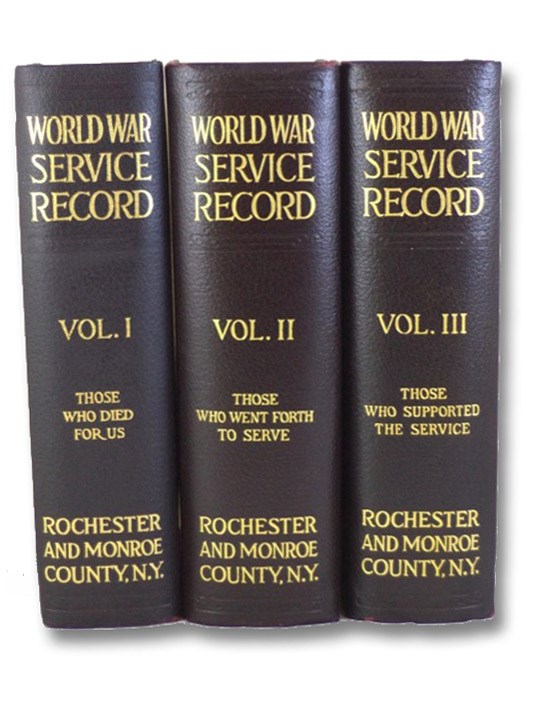 WORLD WAR
SERVICE
RECORD
VOL. I
THOSE
WHO DIED
FOR US
ROCHESTER
AND MONROE
COUNTY, N.Y.
WORLD WAR
SERVICE
RECORD
VOL. II
THOSE
WHO WENT FORTH
TO SERVE
ROCHESTER
AND MONROE
COUNTY, N.Y.
WORLD WAR
SERVICE
RECORD
VOL. III
THOSE
WHO SUPPORTED
THE SERVICE
ROCHESTER
AND MONROE
COUNTY, N.Y.